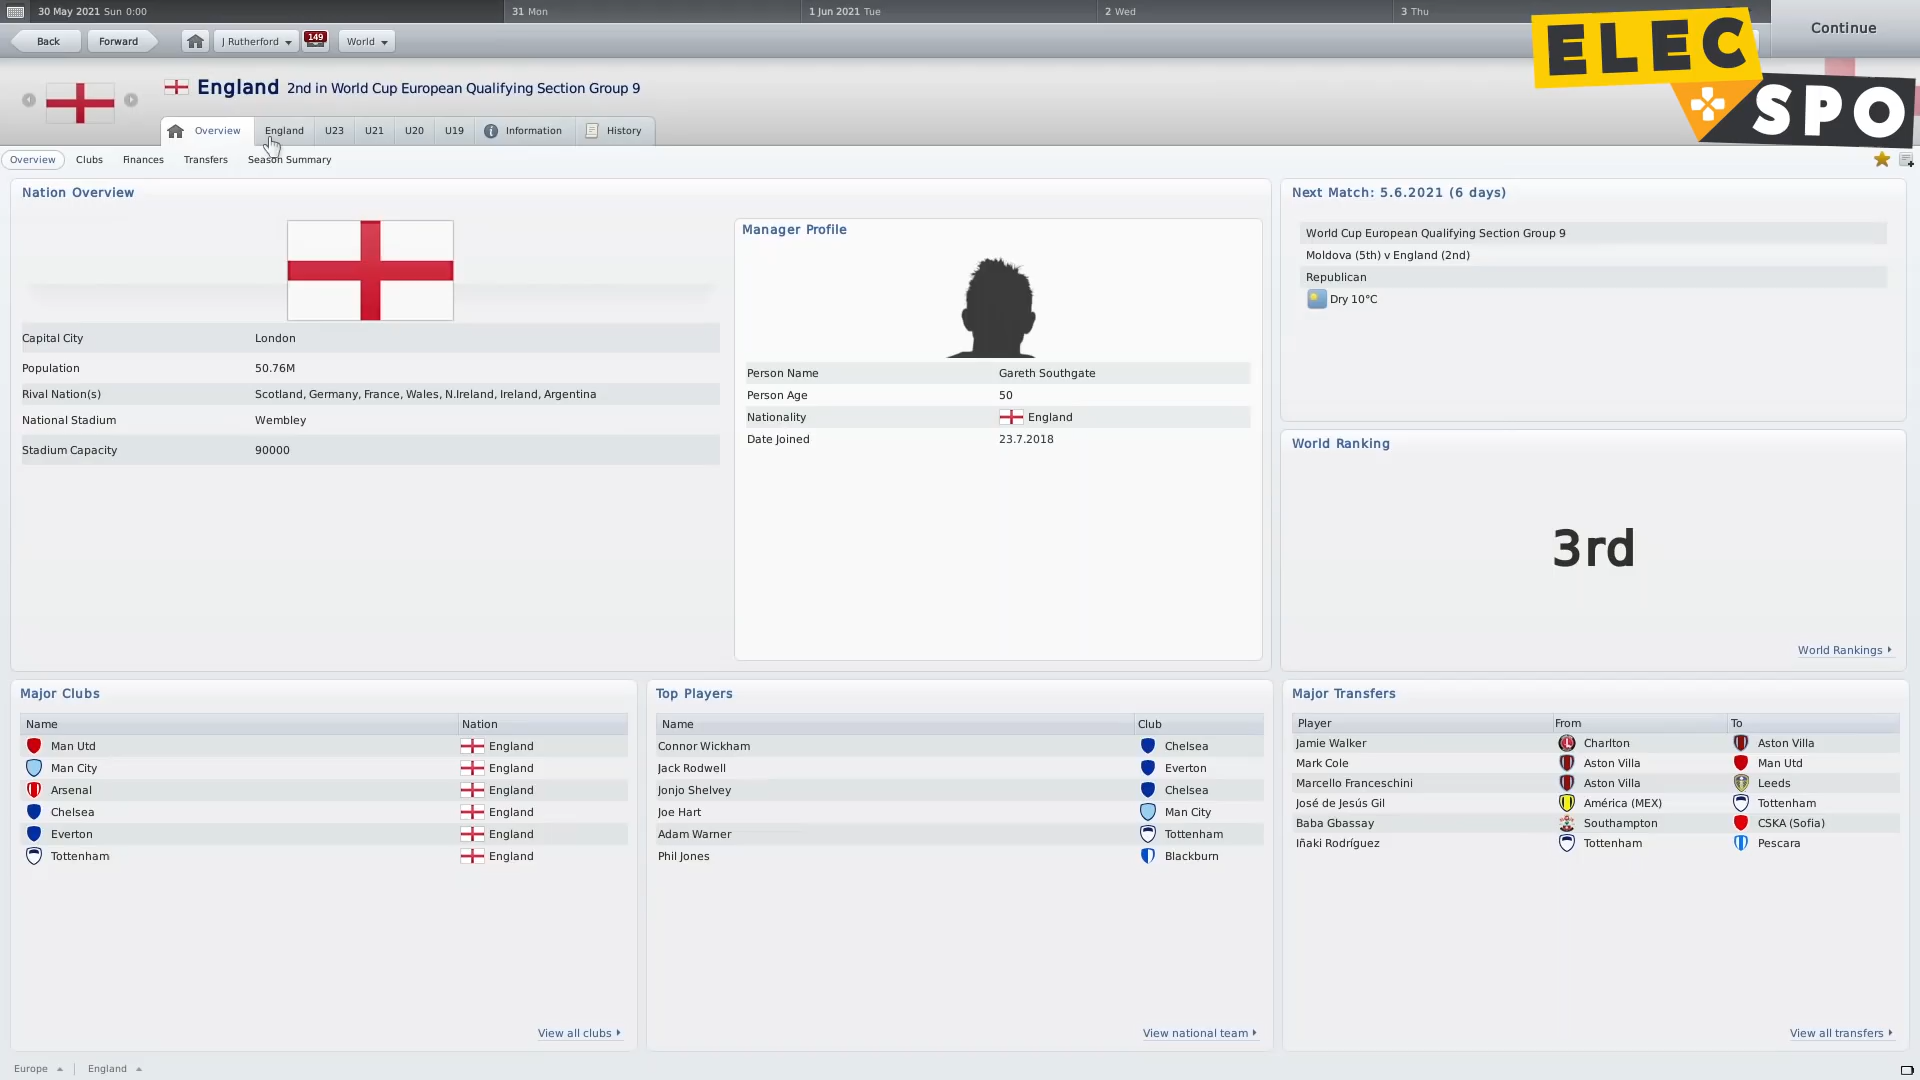 30 May 2021 Sun 0:00 31 Mon 1 Jun 2021 Tue 2 Wed 3 Thu
Back Forward J Rutherford 149 World Continue
ELEC
SPO
England 2nd in World Cup European Qualifying Section Group 9
Overview England U23 U21 U20 U19 Information History
Overview Clubs Finances Transfers Season Summary
Nation Overview
Capital City London
Population 50.76M
Rival Nation(s) Scotland, Germany, France, Wales, N.Ireland, Ireland, Argentina
National Stadium Wembley
Stadium Capacity 90000
Manager Profile
Person Name Gareth Southgate
Person Age 50
Nationality England
Date Joined 23.7.2018
Next Match: 5.6.2021 (6 days)
World Cup European Qualifying Section Group 9
Moldova (5th) v England (2nd)
Republican
Dry 10°C
World Ranking
3rd
World Rankings
Major Clubs
Name Nation
Man Utd England
Man City England
Arsenal England
Chelsea England
Everton England
Tottenham England
View all clubs
Top Players
Name Club
Connor Wickham Chelsea
Jack Rodwell Everton
Jonjo Shelvey Chelsea
Joe Hart Man City
Adam Warner Tottenham
Phil Jones Blackburn
View national team
Major Transfers
Player From To
Jamie Walker Charlton Aston Villa
Mark Cole Aston Villa Man Utd
Marcello Franceschini Aston Villa Leeds
José de Jesús Gil América (MEX) Tottenham
Baba Gbassay Southampton CSKA (Sofia)
Iñaki Rodríguez Tottenham Pescara
View all transfers
Europe England